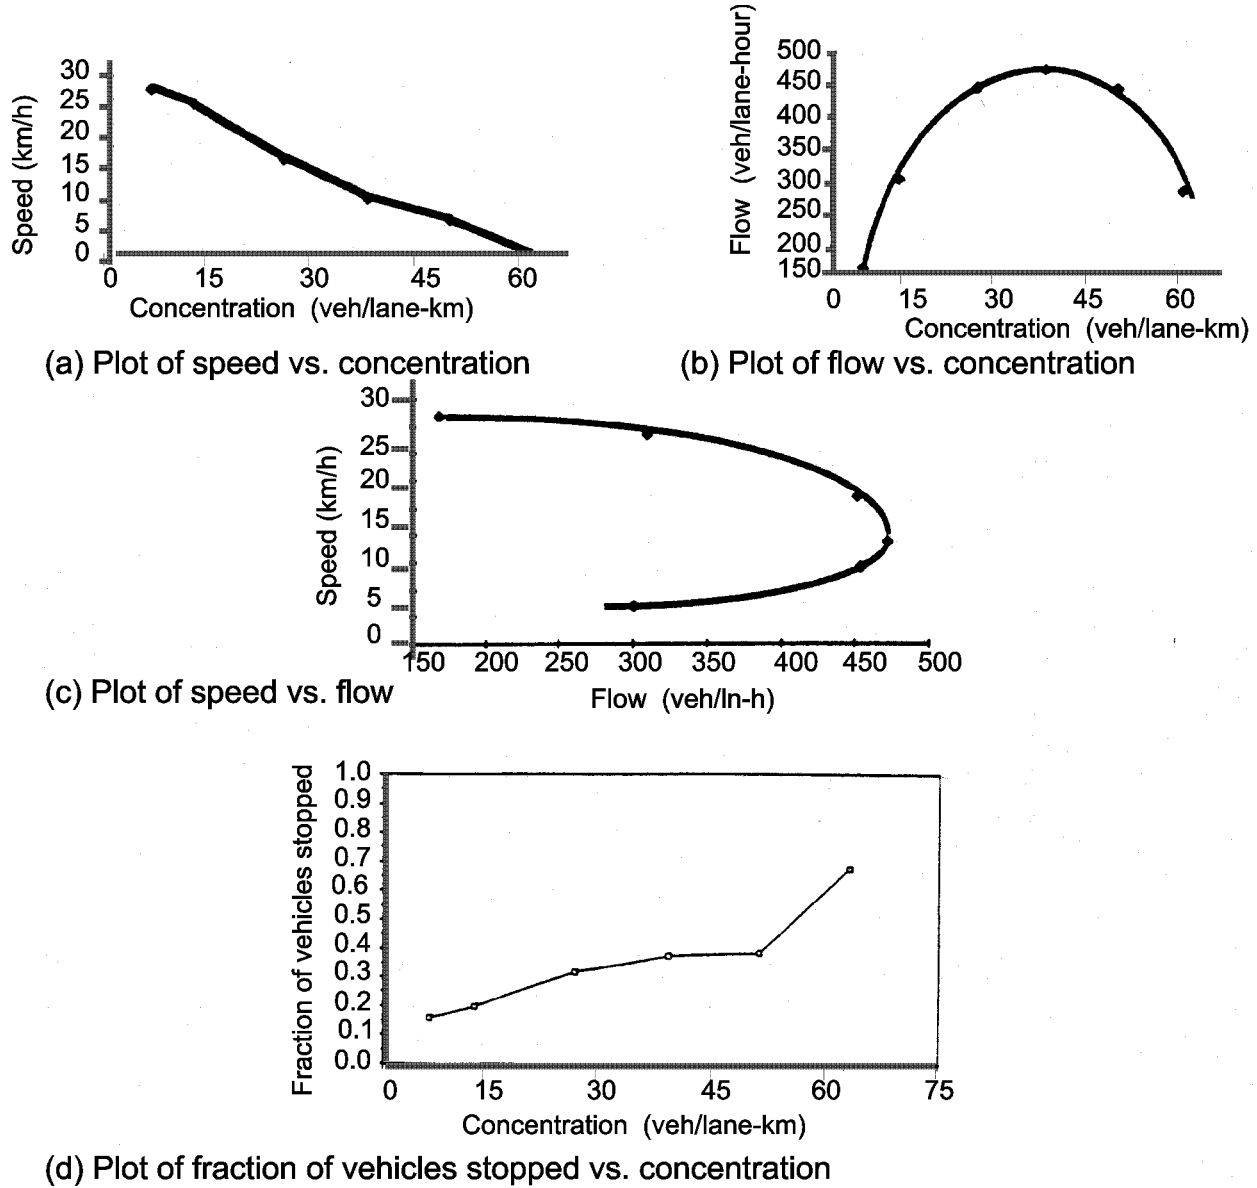 Speed (km/h)
30
25
20
15
10
5
0
0 15 30 45 60
Concentration (veh/lane-km)
(a) Plot of speed vs. concentration
Flow (veh/lane-hour)
500
450
400
350
300
250
200
150
0 15 30 45 60
Concentration (veh/lane-km)
(b) Plot of flow vs. concentration
Speed (km/h)
30
25
20
15
10
5
0
150 200 250 300 350 400 450 500
Flow (veh/ln-h)
(c) Plot of speed vs. flow
Fraction of vehicles stopped
1.0
0.9
0.8
0.7
0.6
0.5
0.4
0.3
0.2
0.1
0.0
0 15 30 45 60 75
Concentration (veh/lane-km)
(d) Plot of fraction of vehicles stopped vs. concentration